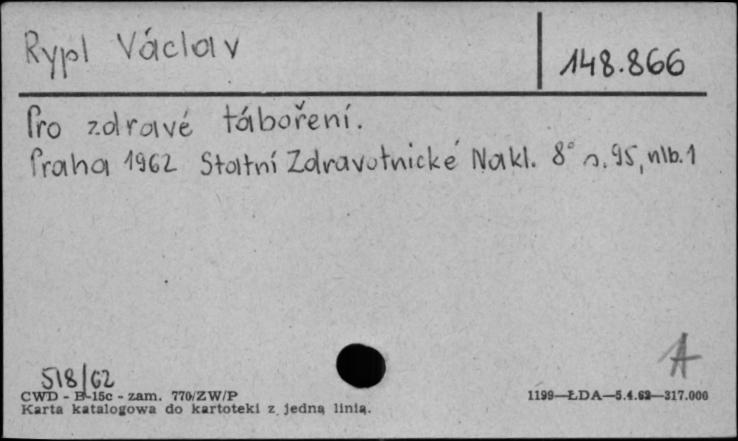 Rypl Václav
148.866
Pro zdravé táboření.
Praha 1962 Statní Zdravotnické Nakl. 8° s. 95, nlb. 1
A
518/62
CWD - B-15c - zam. 770/ZW/P
1199—ŁDA—5.4.62—317.000
Karta katalogowa do kartoteki z jedną linią.